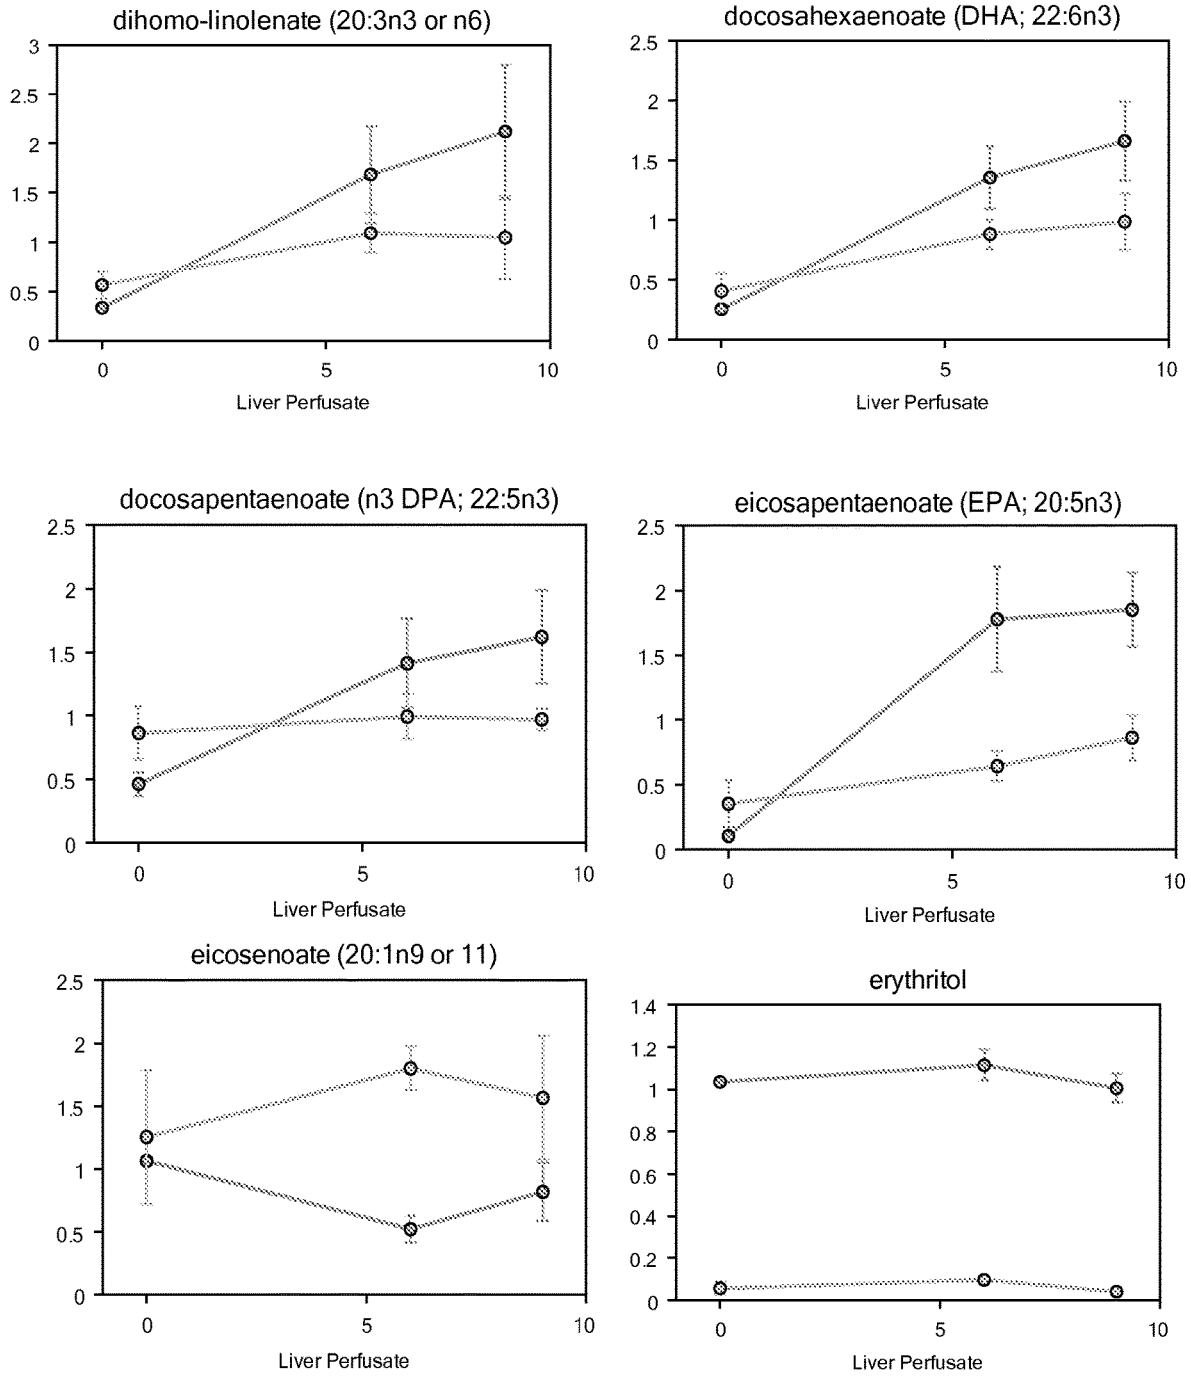 dihomo-linolenate (20:3n3 or n6)
3
2.5
2
1.5
1
0.5
0
0 5 10
Liver Perfusate
docosahexaenoate (DHA; 22:6n3)
2.5
2
1.5
1
0.5
0
0 5 10
Liver Perfusate
docosapentaenoate (n3 DPA; 22:5n3)
2.5
2
1.5
1
0.5
0
0 5 10
Liver Perfusate
eicosapentaenoate (EPA; 20:5n3)
2.5
2
1.5
1
0.5
0
0 5 10
Liver Perfusate
eicosenoate (20:1n9 or 11)
2.5
2
1.5
1
0.5
0
0 5 10
Liver Perfusate
erythritol
1.4
1.2
1
0.8
0.6
0.4
0.2
0
0 5 10
Liver Perfusate